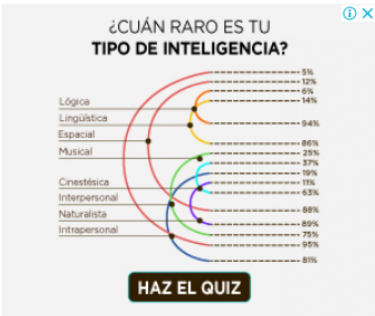 ¿CUÁN RARO ES TU
TIPO DE INTELIGENCIA?
5%
12%
6%
Lógica
14%
Lingüística
94%
Espacial
86%
Musical
25%
37%
19%
Cinestésica
11%
63%
Interpersonal
88%
Naturalista
89%
Intrapersonal
75%
95%
81%
HAZ EL QUIZ